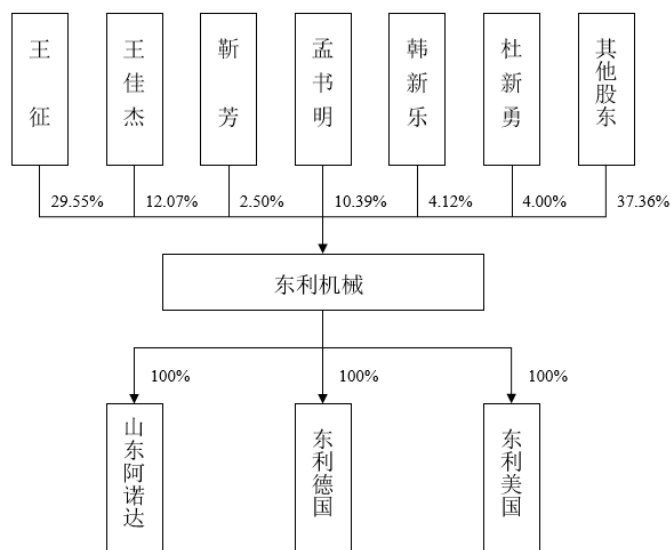 王征
王佳杰
靳芳
孟书明
韩新乐
杜新勇
其他股东
29.55%
12.07%
2.50%
10.39%
4.12%
4.00%
37.36%
东利机械
100%
100%
100%
山东阿诺达
东利德国
东利美国